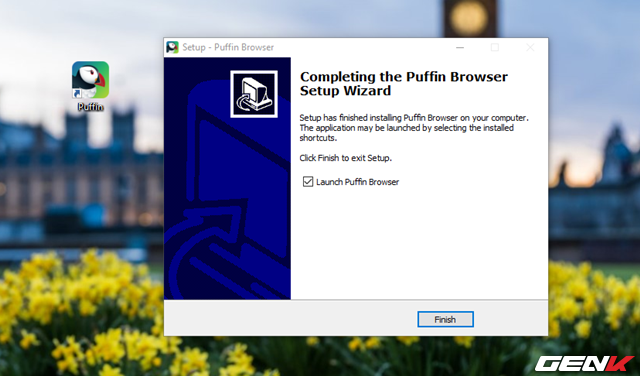 Setup - Puffin Browser
Puffin
Completing the Puffin Browser
Setup Wizard
Setup has finished installing Puffin Browser on your computer.
The application may be launched by selecting the installed
shortcuts.
Click Finish to exit Setup.
Launch Puffin Browser
Finish
GENK